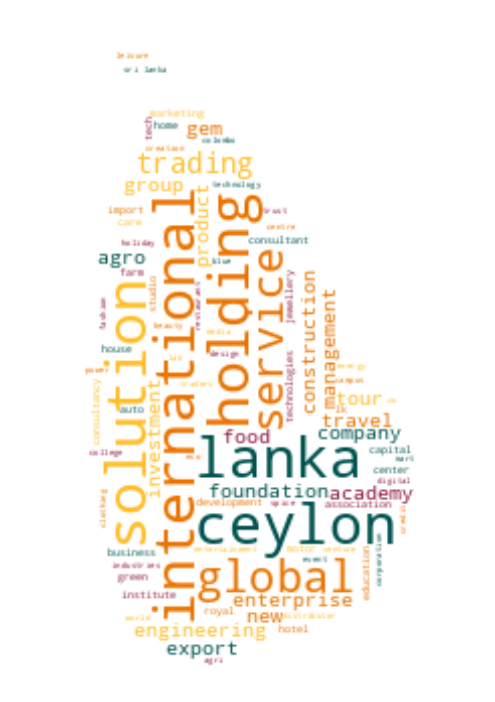 leisure
sri lanka
marketing
tech
home
gem
colombo
creation
trading
group
technology
product
import
care
trust
centre
consultant
international
holding
holiday
agro
farm
blue
service
solution
studio
restaurant
jewellery
fashion
construction
management
beauty
media
house
lak
design
technologies
power
energy
campus
traders
consultancy
investment
auto
tour
co
lk
travel
food
company
lanka
college
capital
mart
center
digital
foundation
academy
clothing
development
space
association
ceylon
business
entertainment
motor
venture
event
corporation
education
industries
green
global
institute
enterprise
royal
new
distributor
world
engineering
hotel
export
agri